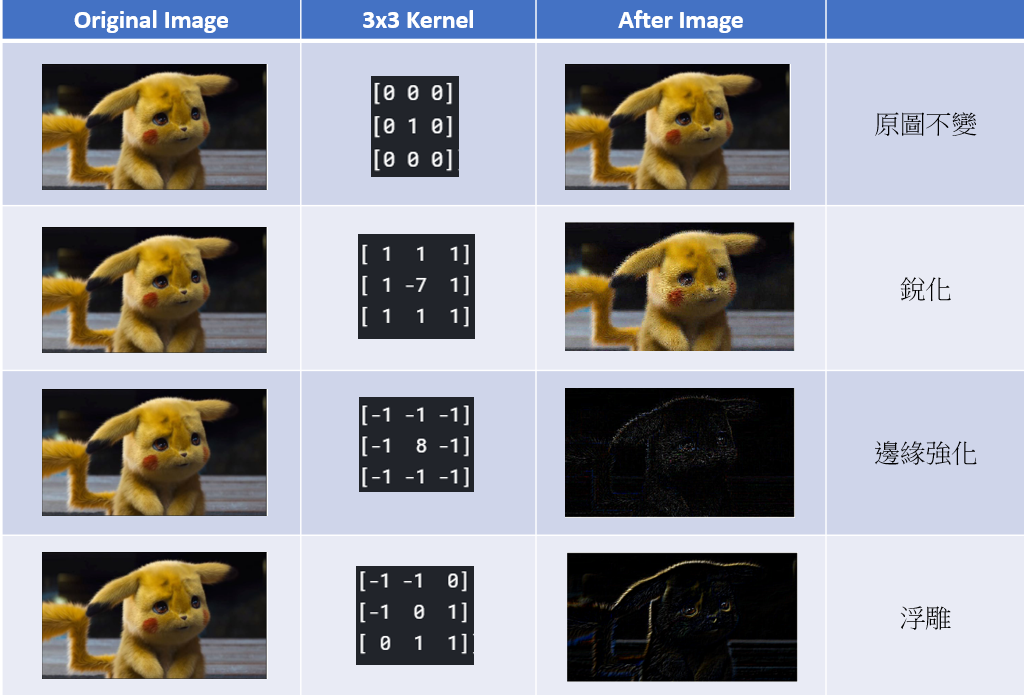 Original Image
3x3 Kernel
After Image
[0 0 0]
[0 1 0]
[0 0 0]]
原圖不變
[ 1 1 1]
[ 1 -7 1]
[ 1 1 1]
銳化
[-1 -1 -1]
[-1 8 -1]
[-1 -1 -1]
邊緣強化
[-1 -1 0]
[-1 0 1]
[ 0 1 1]]
浮雕